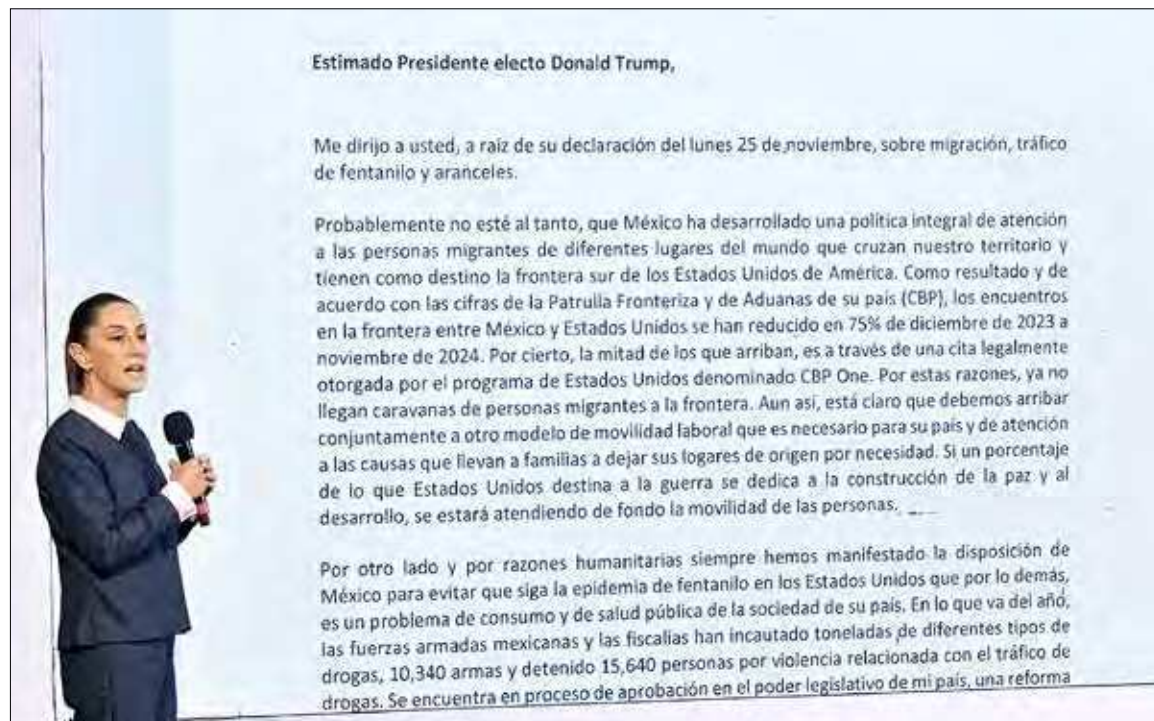 Estimado Presidente electo Donald Trump,
Me dirijo a usted, a raíz de su declaración del lunes 25 de noviembre, sobre migración, tráfico
de fentanilo y aranceles.
Probablemente no esté al tanto, que México ha desarrollado una política integral de atención
a las personas migrantes de diferentes lugares del mundo que cruzan nuestro territorio y
tienen como destino la frontera sur de los Estados Unidos de América. Como resultado y de
acuerdo con las cifras de la Patrulla Fronteriza y de Aduanas de su país (CBP), los encuentros
en la frontera entre México y Estados Unidos se han reducido en 75% de diciembre de 2023 a
noviembre de 2024. Por cierto, la mitad de los que arriban, es a través de una cita legalmente
otorgada por el programa de Estados Unidos denominado CBP One. Por estas razones, ya no
llegan caravanas de personas migrantes a la frontera. Aun así, está claro que debemos arribar
conjuntamente a otro modelo de movilidad laboral que es necesario para su país y de atención
a las causas que llevan a familias a dejar sus logares de origen por necesidad. Si un porcentaje
de lo que Estados Unidos destina a la guerra se dedica a la construcción de la paz y al
desarrollo, se estará atendiendo de fondo la movilidad de las personas.
Por otro lado y por razones humanitarias siempre hemos manifestado la disposición de
México para evitar que siga la epidemia de fentanilo en los Estados Unidos que por lo demás,
es un problema de consumo y de salud pública de la sociedad de su país. En lo que va del año,
las fuerzas armadas mexicanas y las fiscalías han incautado toneladas de diferentes tipos de
drogas, 10,340 armas y detenido 15,640 personas por violencia relacionada con el tráfico de
drogas. Se encuentra en proceso de aprobación en el poder legislativo de mi país, una reforma